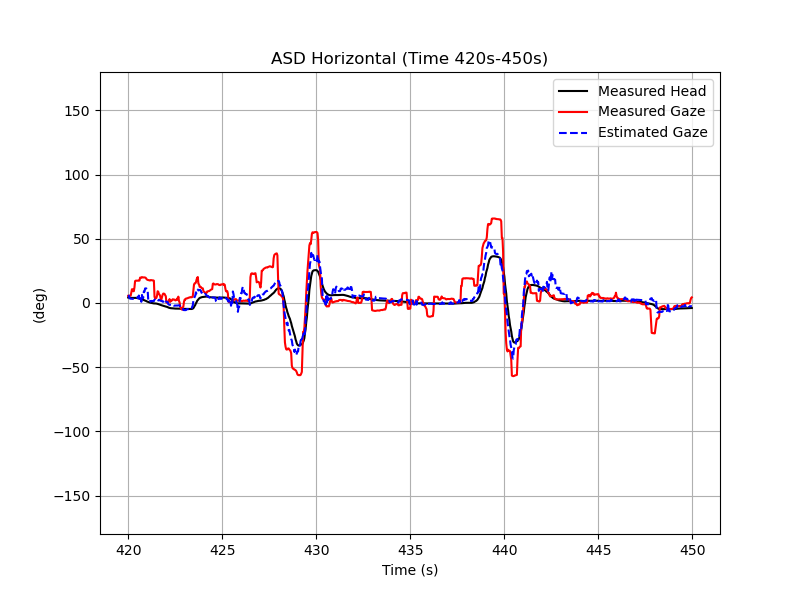 ASD Horizontal (Time 420s-450s)
Measured Head
Measured Gaze
Estimated Gaze
150
100
50
0
−50
−100
−150
(deg)
420 425 430 435 440 445 450
Time (s)